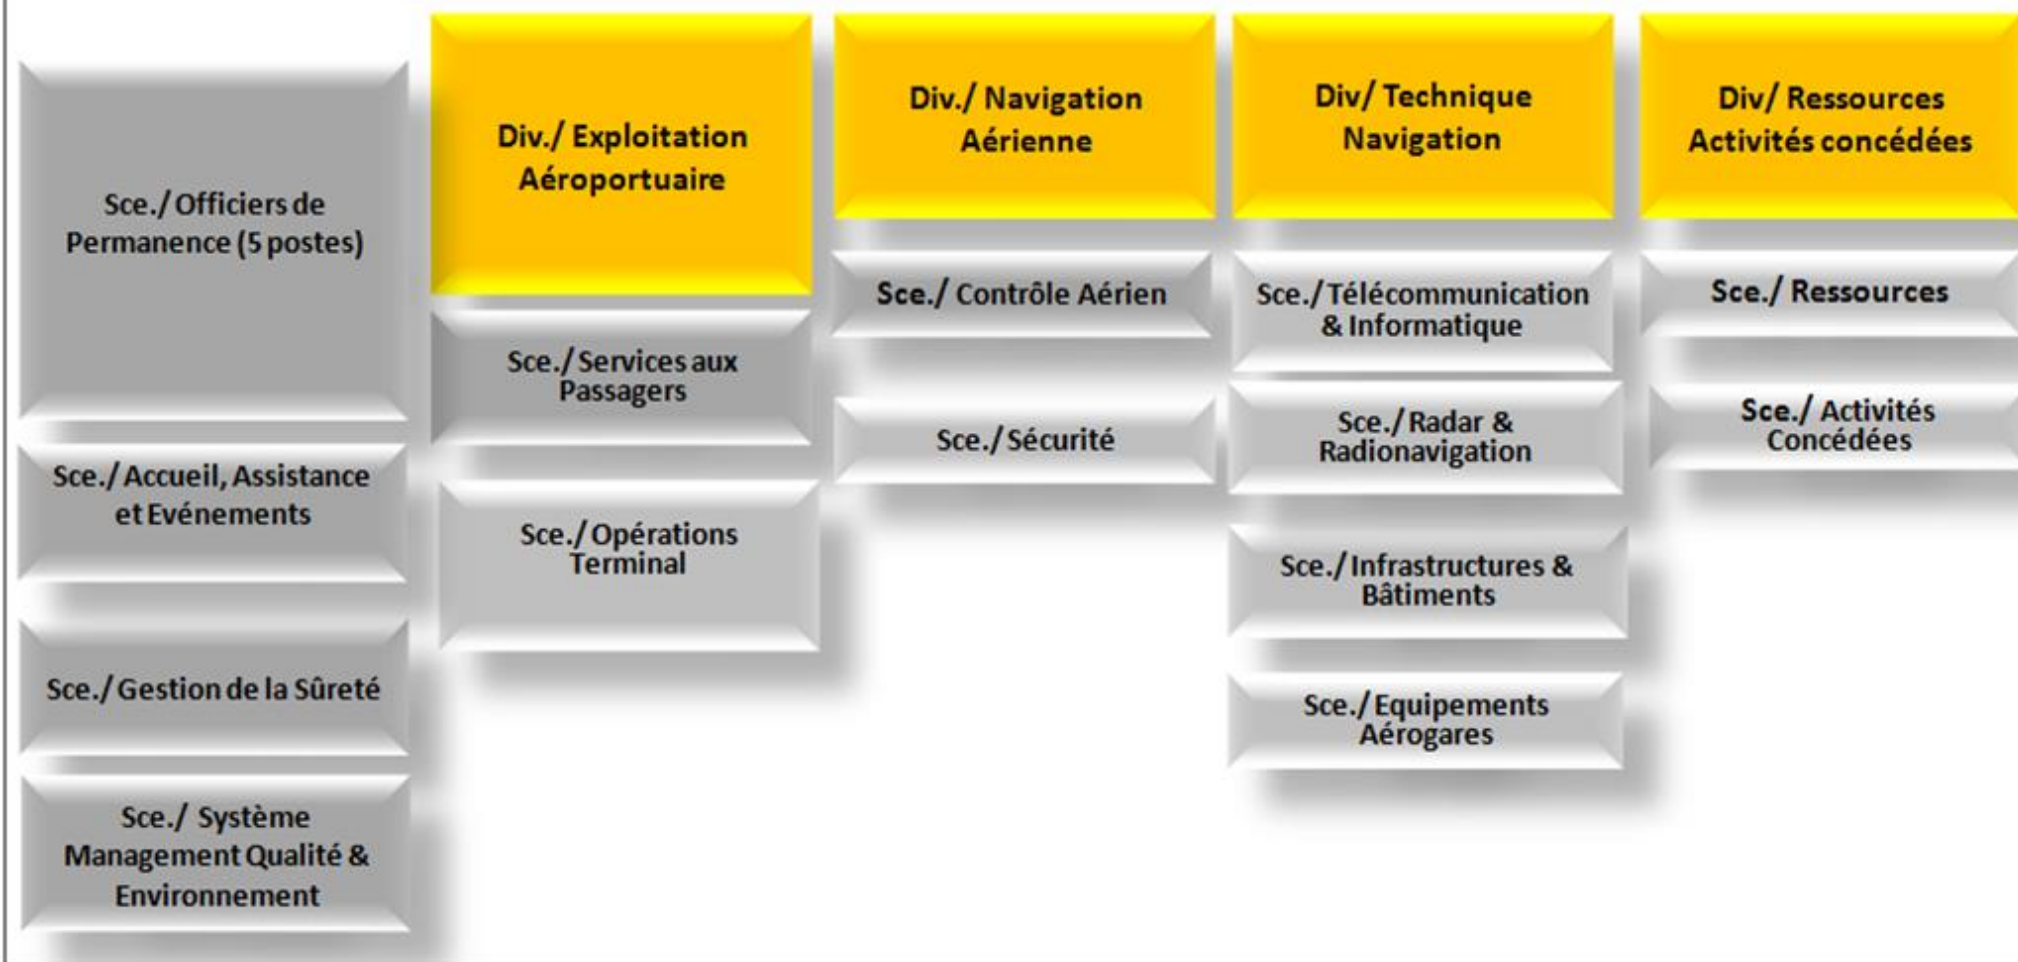 Sce./ Officiers de
Permanence (5 postes)
Sce./ Accueil, Assistance
et Evénements
Sce./ Gestion de la Sûreté
Sce./ Système
Management Qualité &
Environnement
Div./ Exploitation
Aéroportuaire
Sce./ Services aux
Passagers
Sce./ Opérations
Terminal
Div./ Navigation
Aérienne
Sce./ Contrôle Aérien
Sce./ Sécurité
Div/ Technique
Navigation
Sce./ Télécommunication
& Informatique
Sce./ Radar &
Radionavigation
Sce./ Infrastructures &
Bâtiments
Sce./ Equipements
Aérogares
Div/ Ressources
Activités concédées
Sce./ Ressources
Sce./ Activités
Concédées